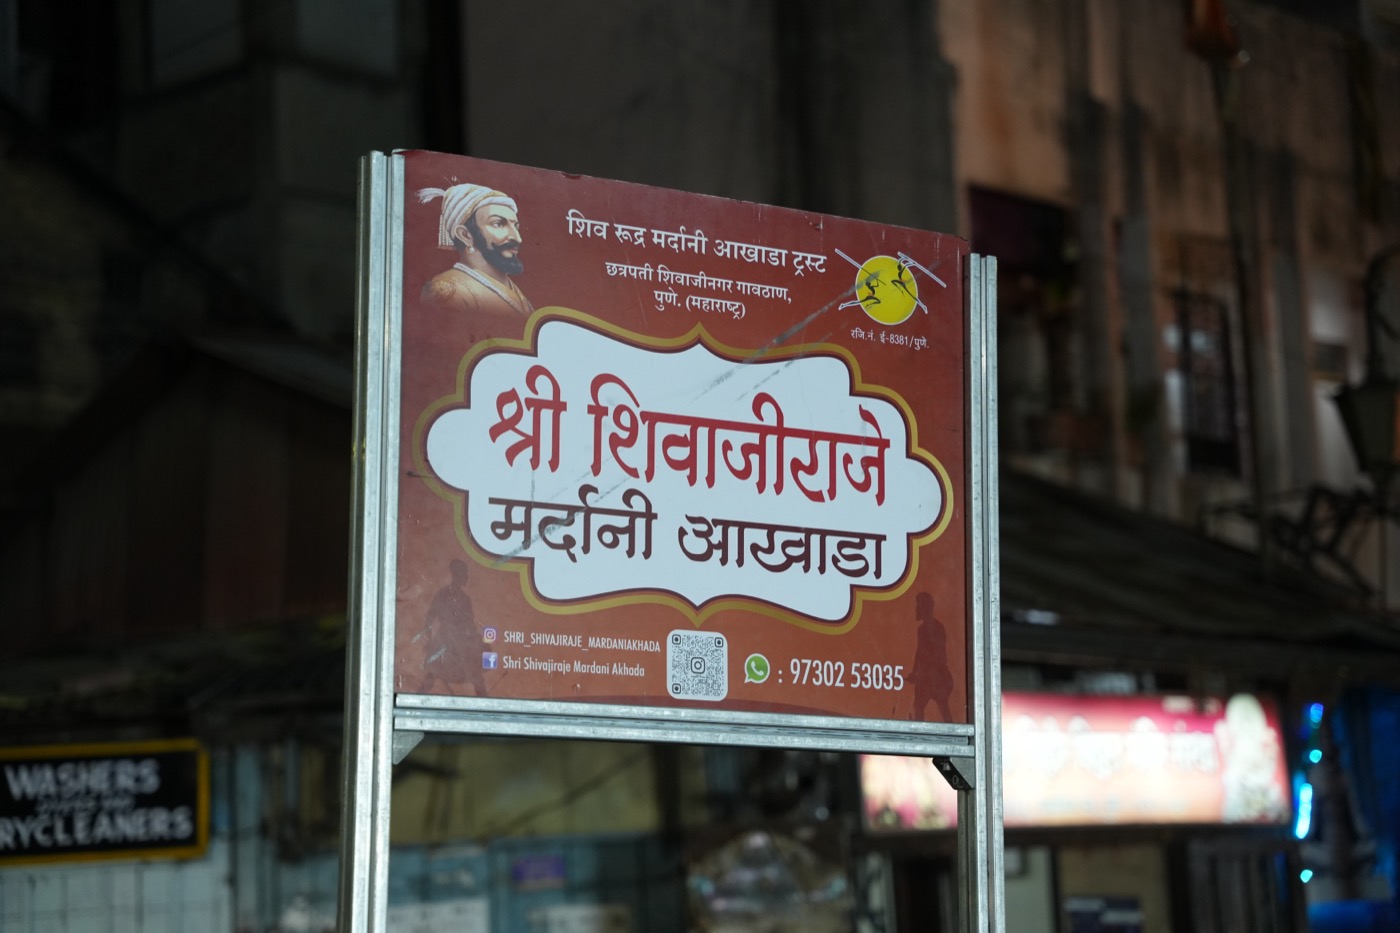 शिव रूद्र मर्दानी आखाडा ट्रस्ट
छत्रपती शिवाजीनगर गावठाण,
पुणे. (महाराष्ट्र)
रजि.नं. ई-8381/पुणे.
श्री शिवाजीराजे
मर्दानी आखाडा
SHRI_SHIVAJIRAJE_MARDANIAKHADA
Shri Shivajiraje Mardani Akhada
: 97302 53035
WASHERS
RYCLEANERS